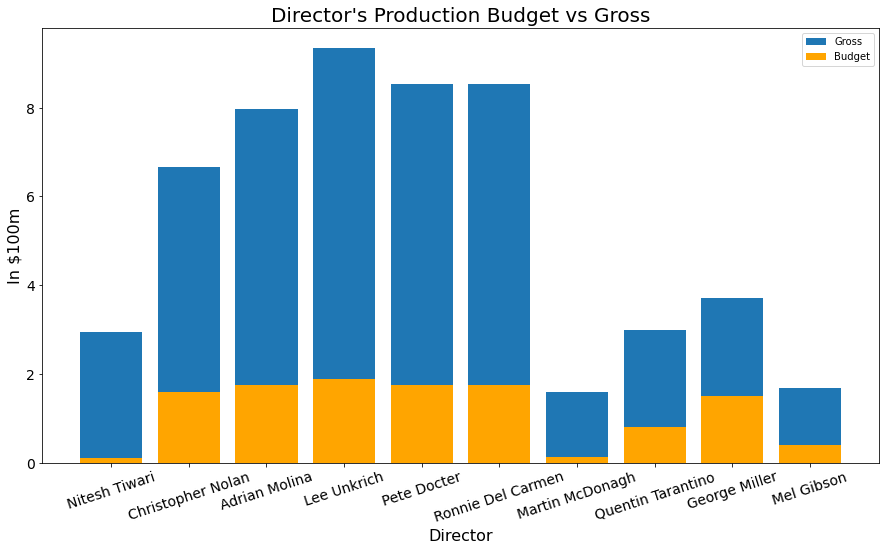 Director's Production Budget vs Gross
Gross
Budget
In $100m
8
6
4
2
0
Nitesh Tiwari
Christopher Nolan
Adrian Molina
Lee Unkrich
Pete Docter
Ronnie Del Carmen
Martin McDonagh
Quentin Tarantino
George Miller
Mel Gibson
Director